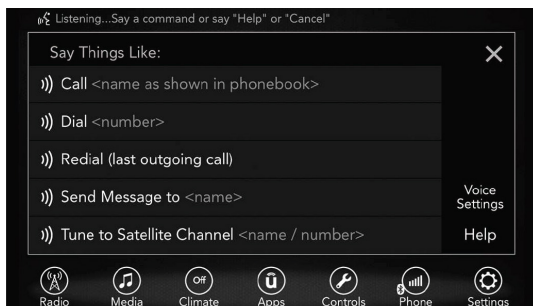 Listening...Say a command or say "Help" or "Cancel"
Say Things Like:
Call <name as shown in phonebook>
Dial <number>
Redial (last outgoing call)
Send Message to <name>
Voice
Settings
Tune to Satellite Channel <name / number>
Help
Off
ü
Radio
Media
Climate
Apps
Controls
Phone
Settings